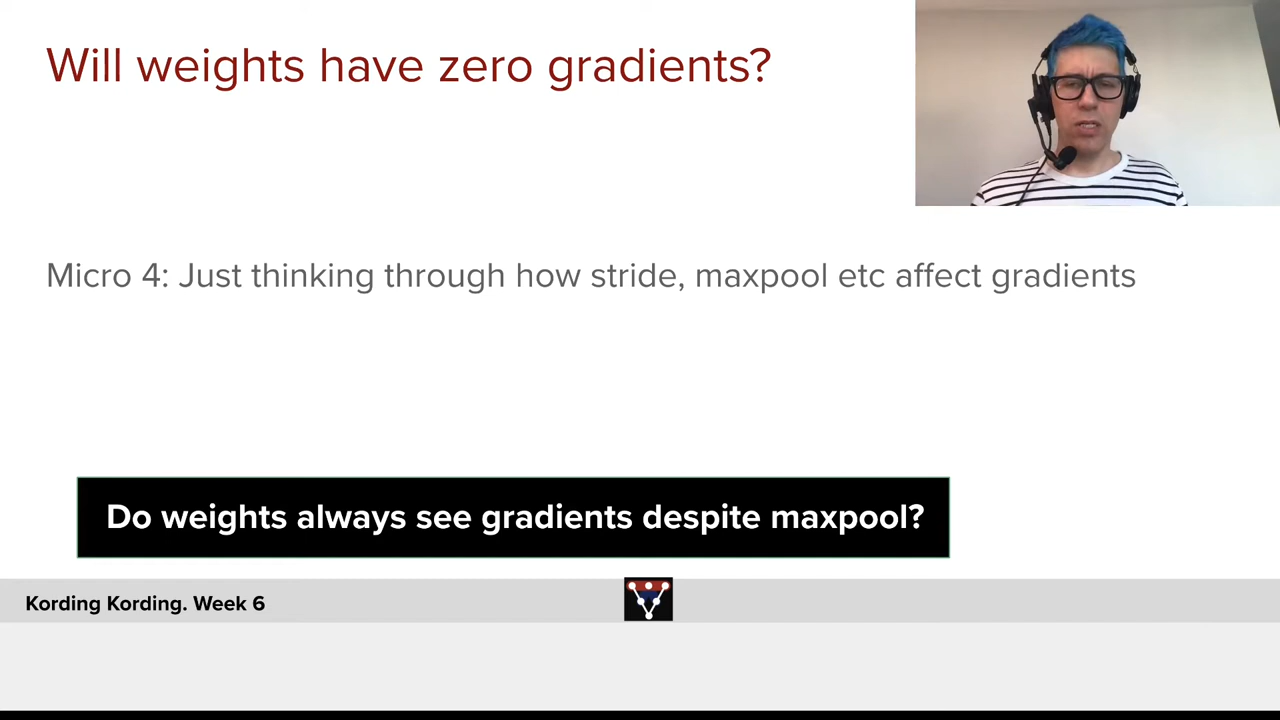 Will weights have zero gradients?
Micro 4: Just thinking through how stride, maxpool etc affect gradients
Do weights always see gradients despite maxpool?
Kording Kording. Week 6